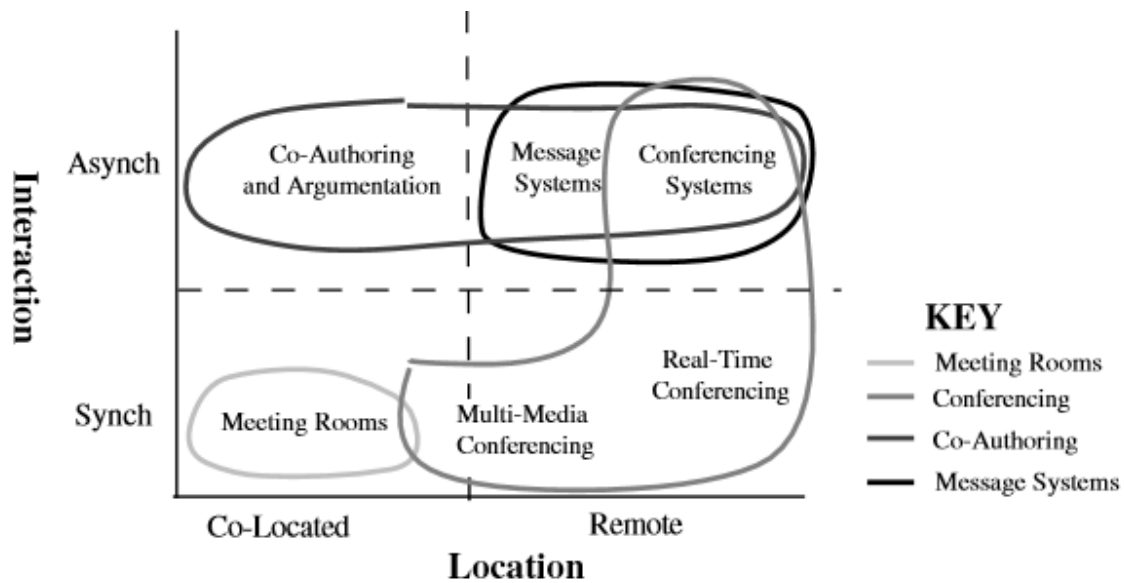 Interaction
Asynch
Synch
Co-Authoring
and Argumentation
Message
Systems
Conferencing
Systems
Meeting Rooms
Multi-Media
Conferencing
Real-Time
Conferencing
Co-Located
Remote
Location
KEY
Meeting Rooms
Conferencing
Co-Authoring
Message Systems